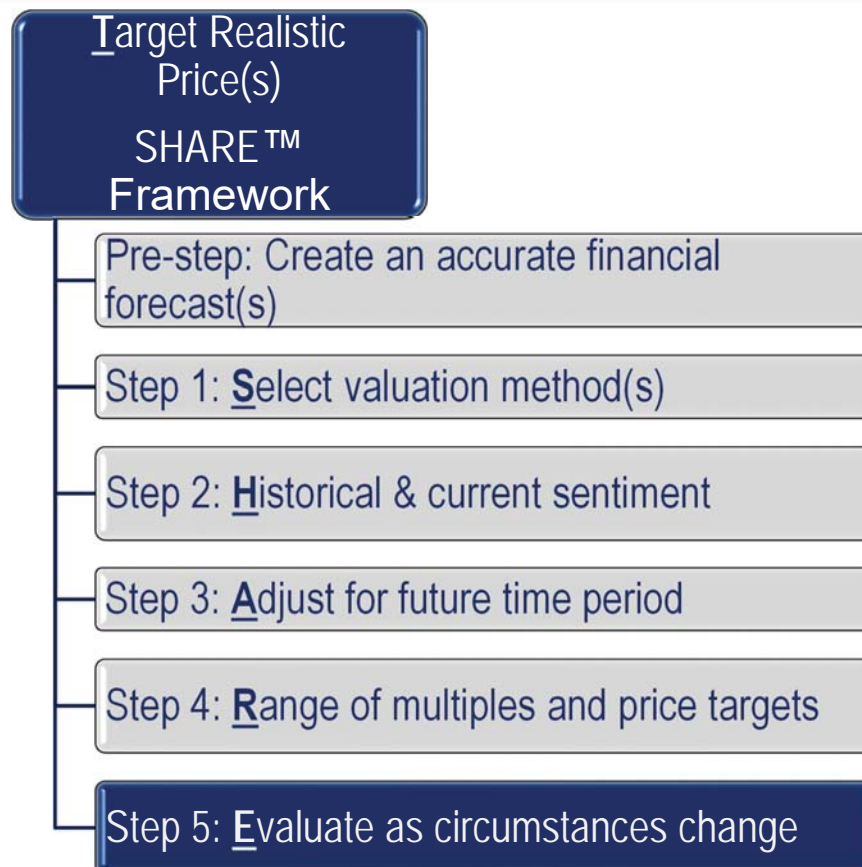 Target Realistic
Price(s)
SHARE™
Framework
Pre-step: Create an accurate financial
forecast(s)
Step 1: Select valuation method(s)
Step 2: Historical & current sentiment
Step 3: Adjust for future time period
Step 4: Range of multiples and price targets
Step 5: Evaluate as circumstances change